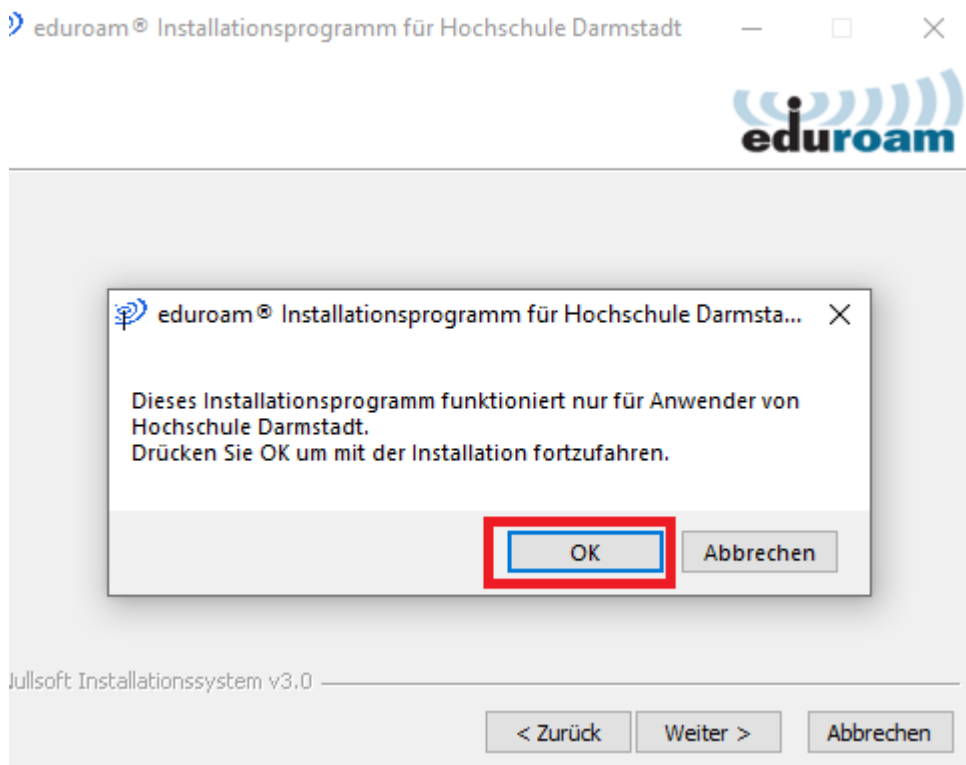 eduroam® Installationsprogramm für Hochschule Darmstadt
eduroam
eduroam® Installationsprogramm für Hochschule Darmsta...
Dieses Installationsprogramm funktioniert nur für Anwender von
Hochschule Darmstadt.
Drücken Sie OK um mit der Installation fortzufahren.
OK Abbrechen
Nullsoft Installationssystem v3.0
< Zurück Weiter > Abbrechen